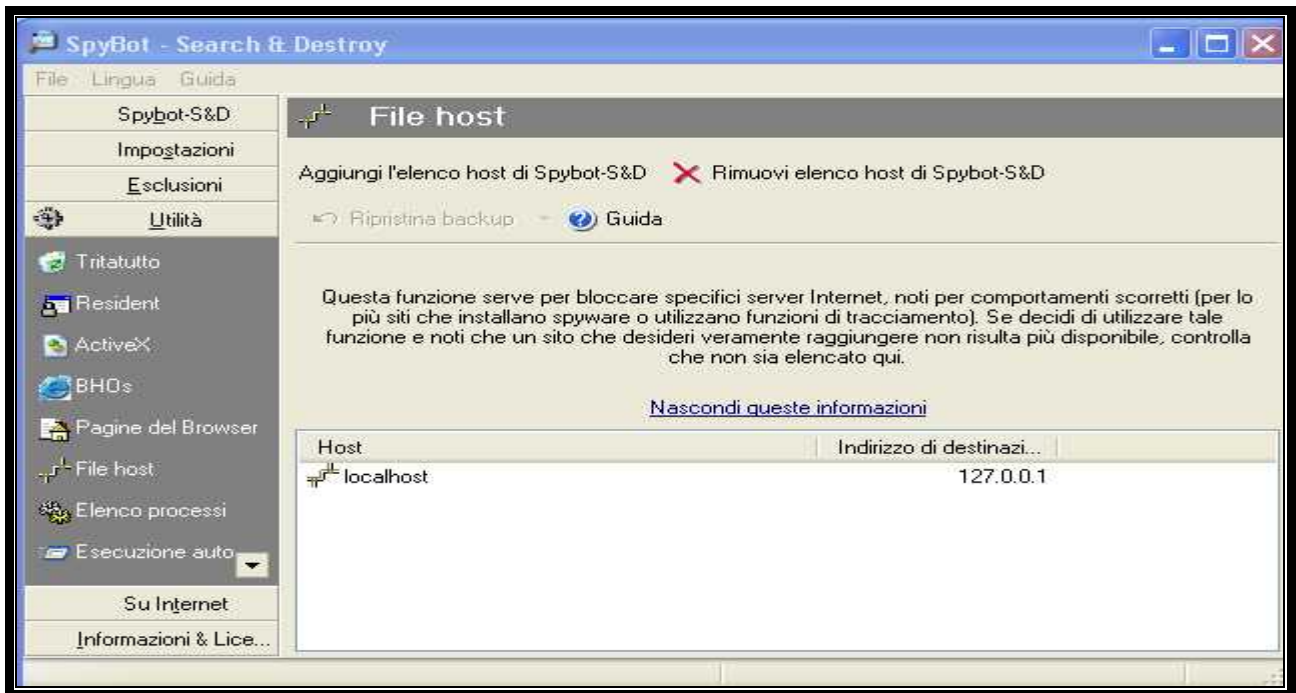 SpyBot - Search & Destroy
File Lingua Guida
Spybot-S&D
Impostazioni
Esclusioni
Utilità
Tritatutto
Resident
ActiveX
BHOs
Pagine del Browser
File host
Elenco processi
Esecuzione auto
Su Internet
Informazioni & Lice...
File host
Aggiungi l'elenco host di Spybot-S&D Rimuovi elenco host di Spybot-S&D
Ripristina backup Guida
Questa funzione serve per bloccare specifici server Internet, noti per comportamenti scorretti (per lo
più siti che installano spyware o utilizzano funzioni di tracciamento). Se decidi di utilizzare tale
funzione e noti che un sito che desideri veramente raggiungere non risulta più disponibile, controlla
che non sia elencato qui.
Nascondi queste informazioni
Host Indirizzo di destinazi...
localhost 127.0.0.1